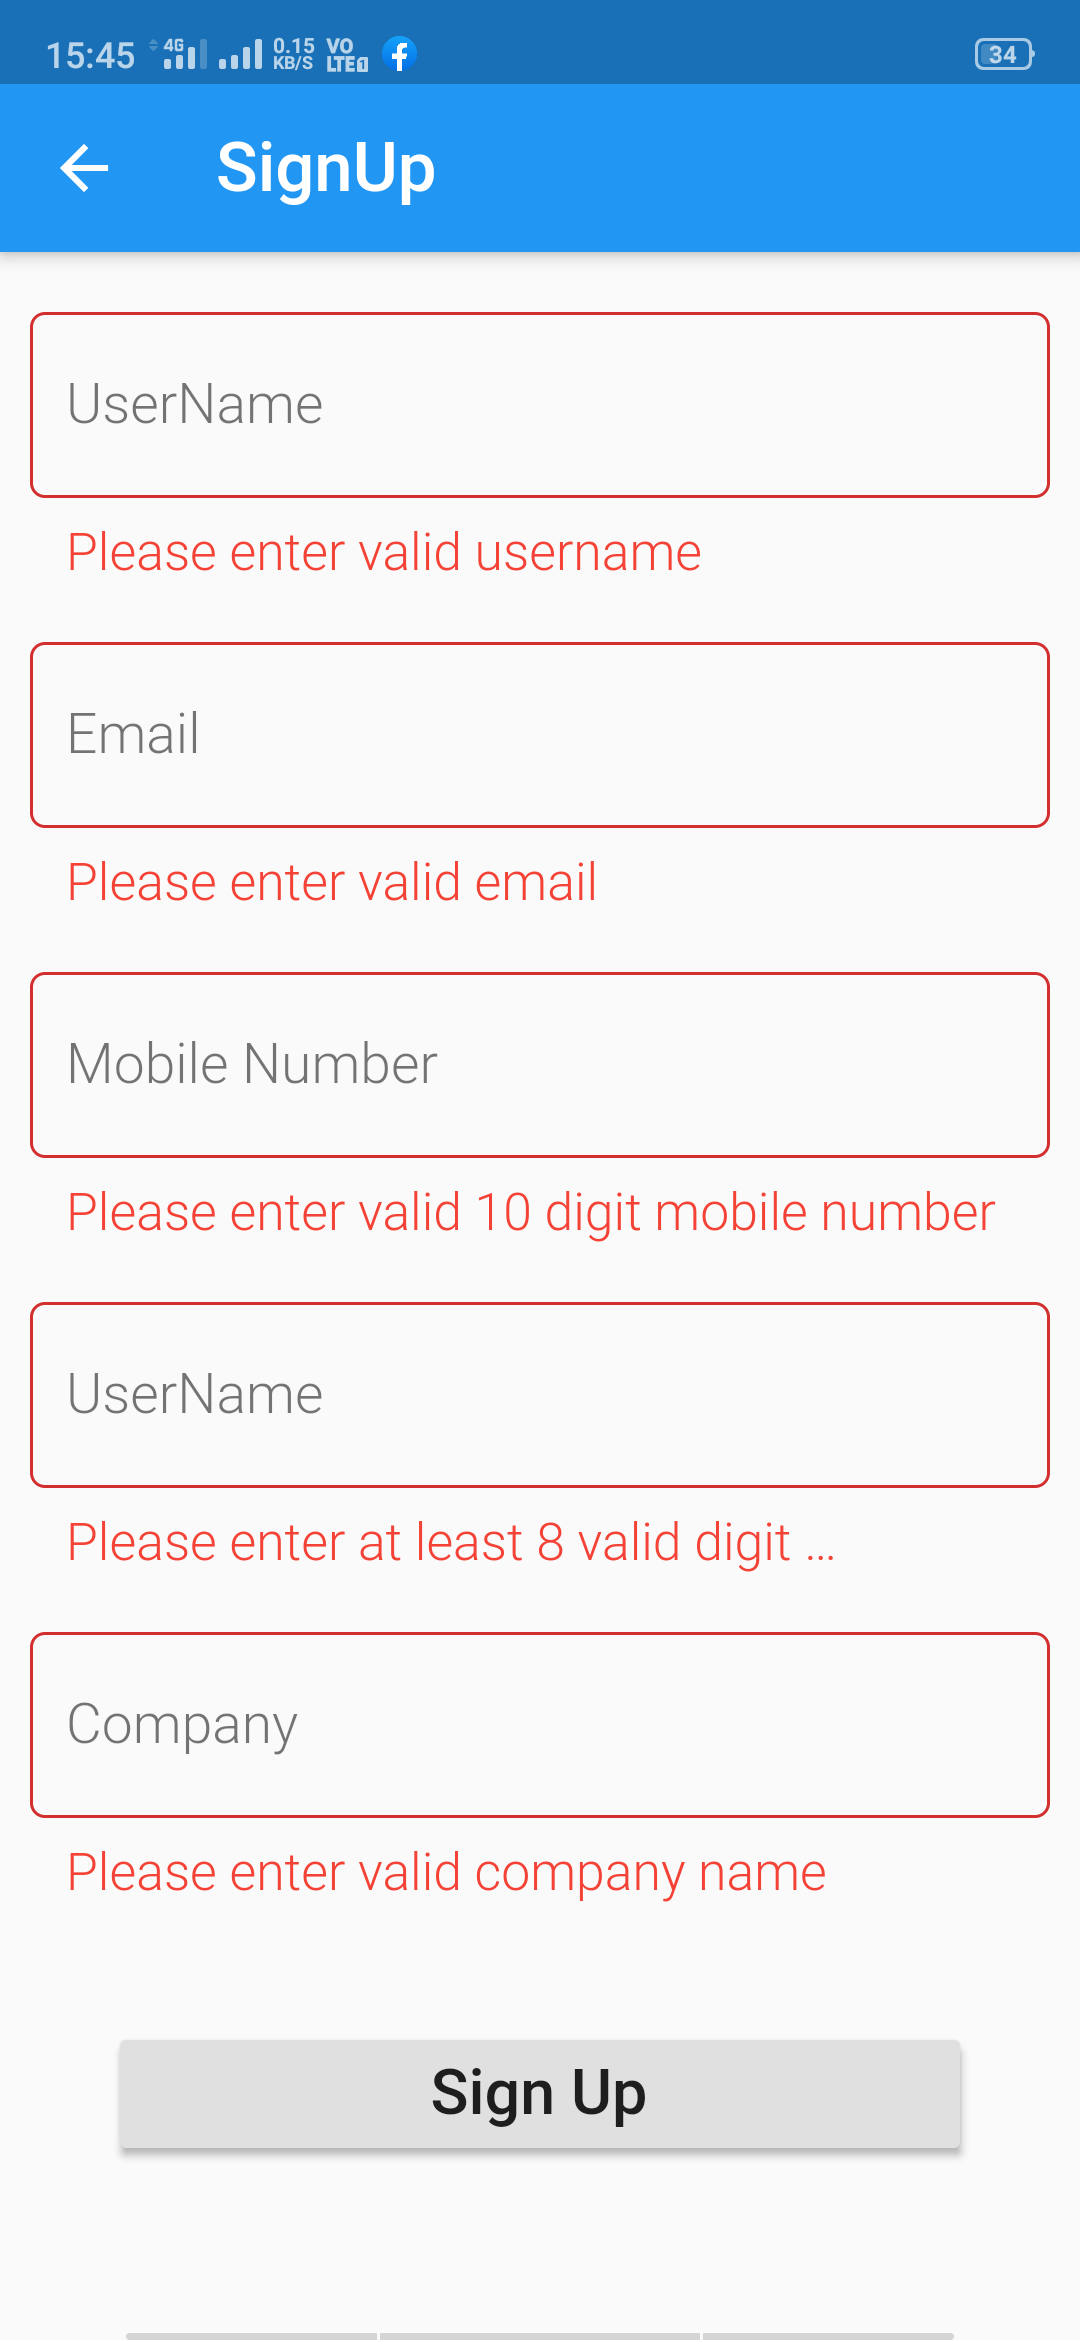 15:45 4G 0.15 KB/S VO LTE 1 34
SignUp
UserName
Please enter valid username
Email
Please enter valid email
Mobile Number
Please enter valid 10 digit mobile number
UserName
Please enter at least 8 valid digit ...
Company
Please enter valid company name
Sign Up